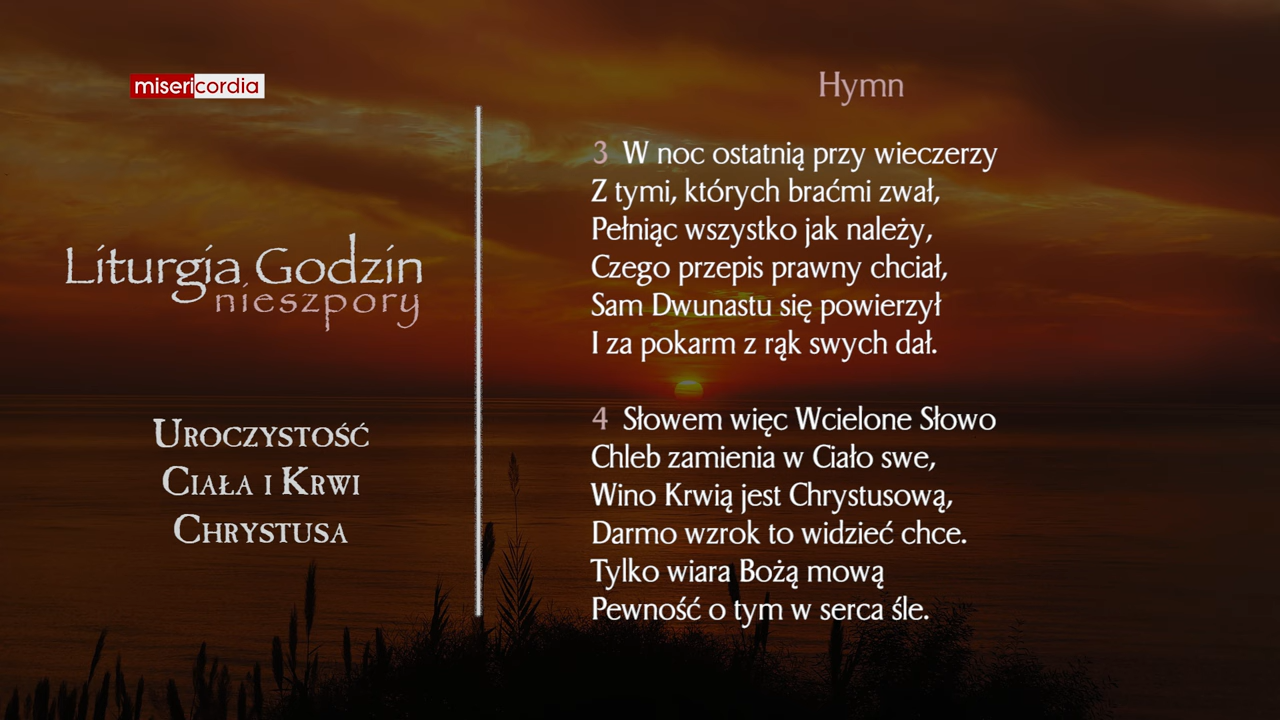 misericordia
Liturgia Godzin
nieszpory
Uroczystość
Ciała i Krwi
Chrystusa
Hymn
3 W noc ostatnią przy wieczerzy
Z tymi, których braćmi zwał,
Pełniąc wszystko jak należy,
Czego przepis prawny chciał,
Sam Dwunastu się powierzył
I za pokarm z rąk swych dał.
4 Słowem więc Wcielone Słowo
Chleb zamienia w Ciało swe,
Wino Krwią jest Chrystusową,
Darmo wzrok to widzieć chce.
Tylko wiara Bożą mową
Pewność o tym w serca śle.